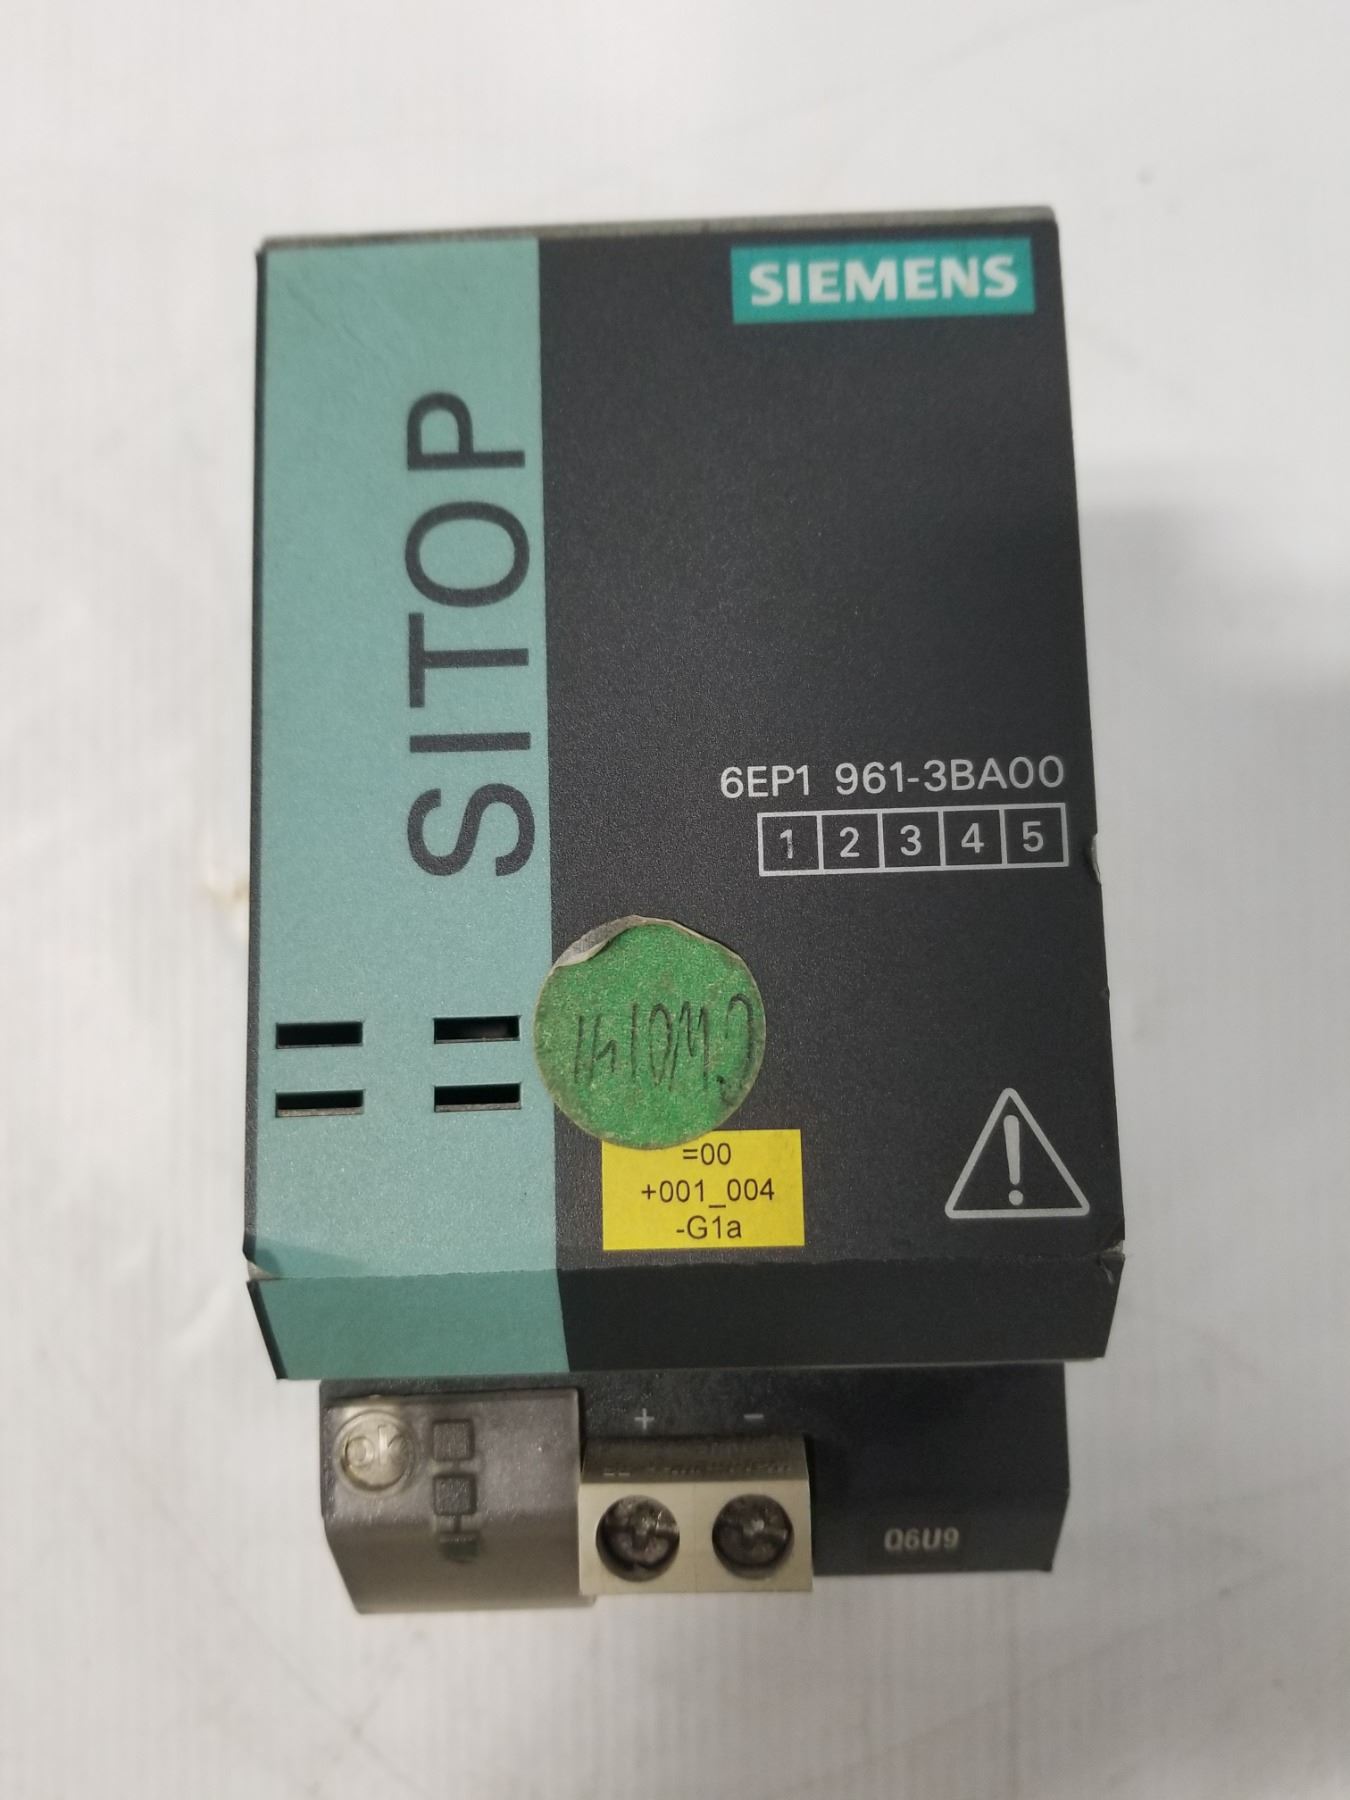 SIEMENS
SITOP
6EP1 961-3BA00
1 2 3 4 5
=00
+001_004
-G1a
+ -
Q6U9